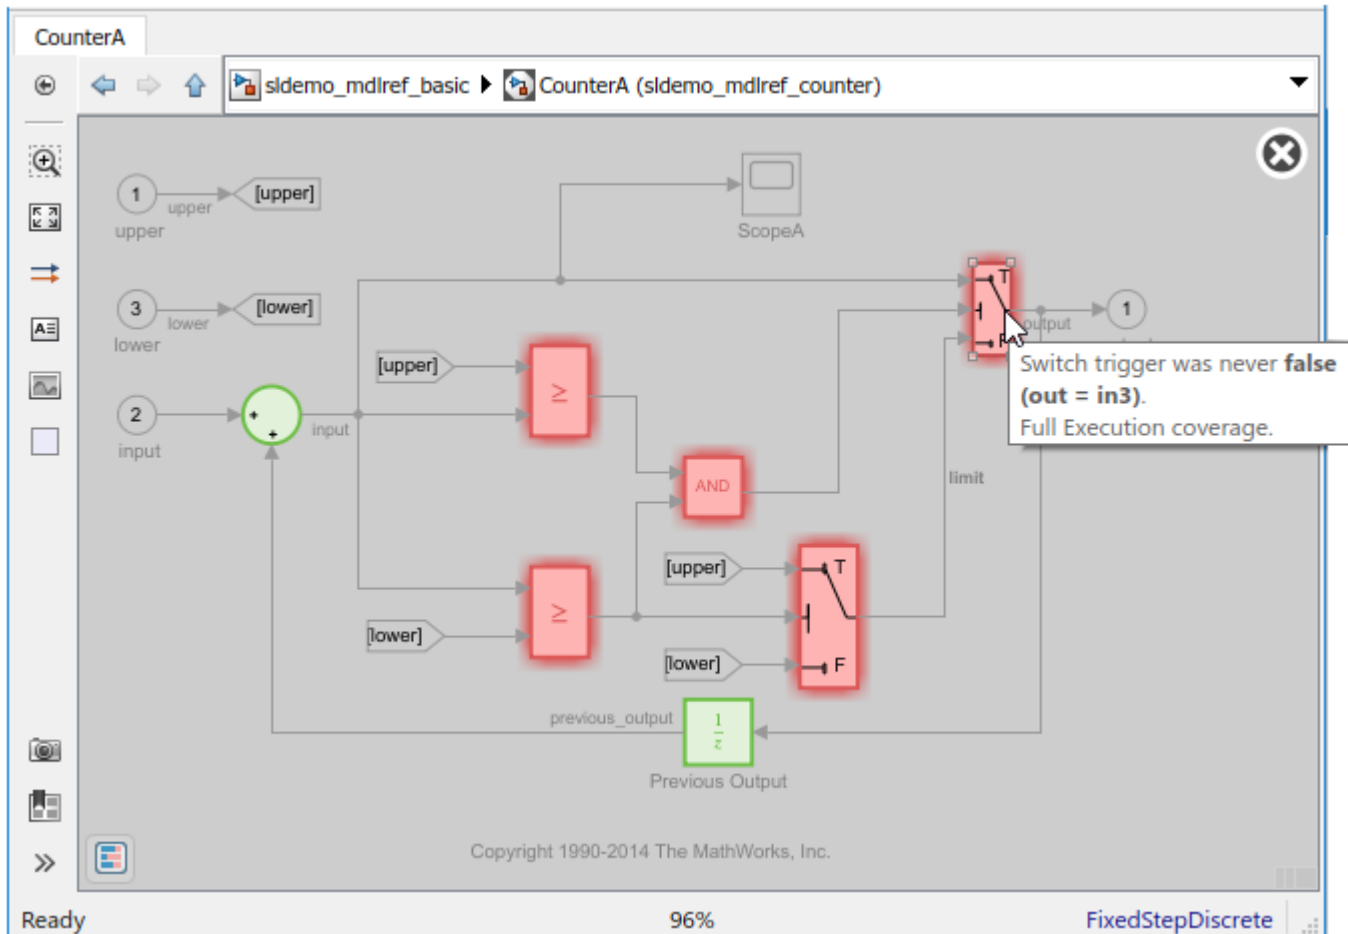 CounterA
sldemo_mdlref_basic
CounterA (sldemo_mdlref_counter)
1
upper
[upper]
upper
ScopeA
3
lower
[lower]
lower
T
output
1
[upper]
≥
Switch trigger was never false
(out = in3).
Full Execution coverage.
2
+
+
input
input
AND
limit
[upper]
T
≥
[lower]
[lower]
F
previous_output
1
z
Previous Output
Copyright 1990-2014 The MathWorks, Inc.
Ready
96%
FixedStepDiscrete